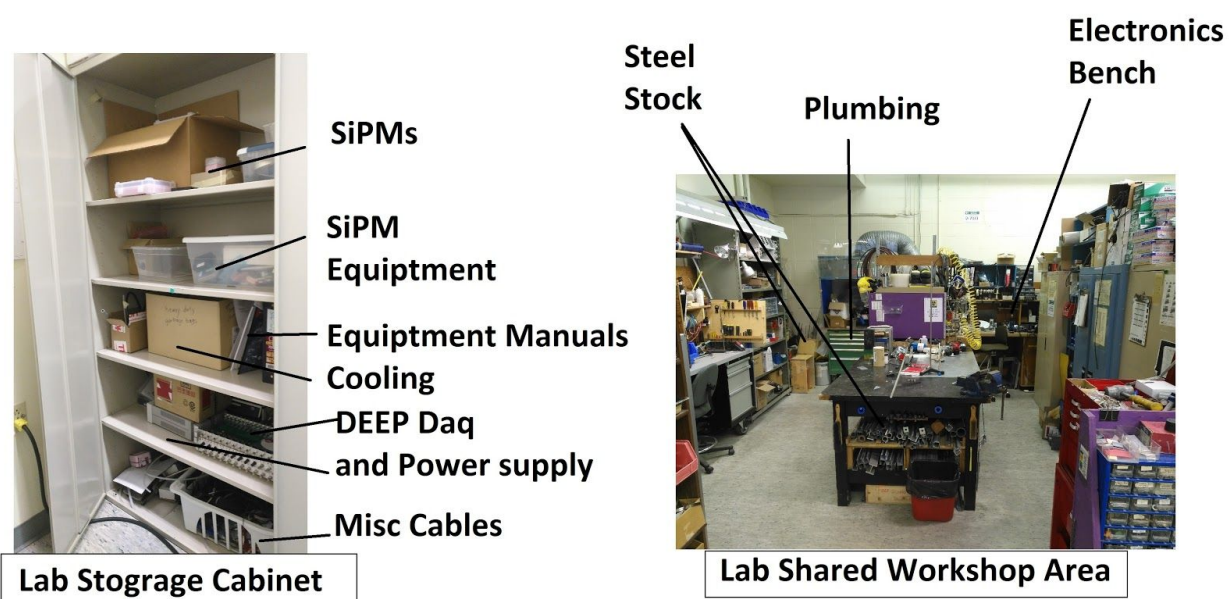 SiPMs
SiPM
Equiptment
Equiptment Manuals
Cooling
DEEP Daq
and Power supply
Misc Cables
Lab Stograge Cabinet
Steel
Stock
Plumbing
Electronics
Bench
Lab Shared Workshop Area